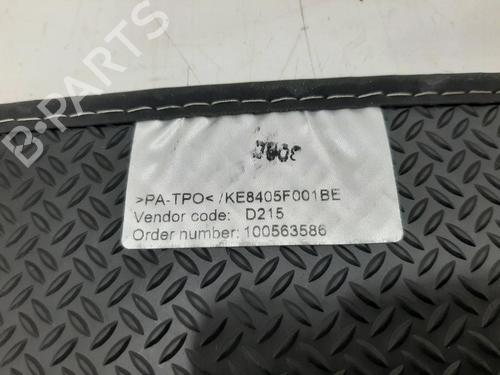 B-PARTS
>PA-TPO< /KE8405F001BE
Vendor code: D215
Order number: 100563586